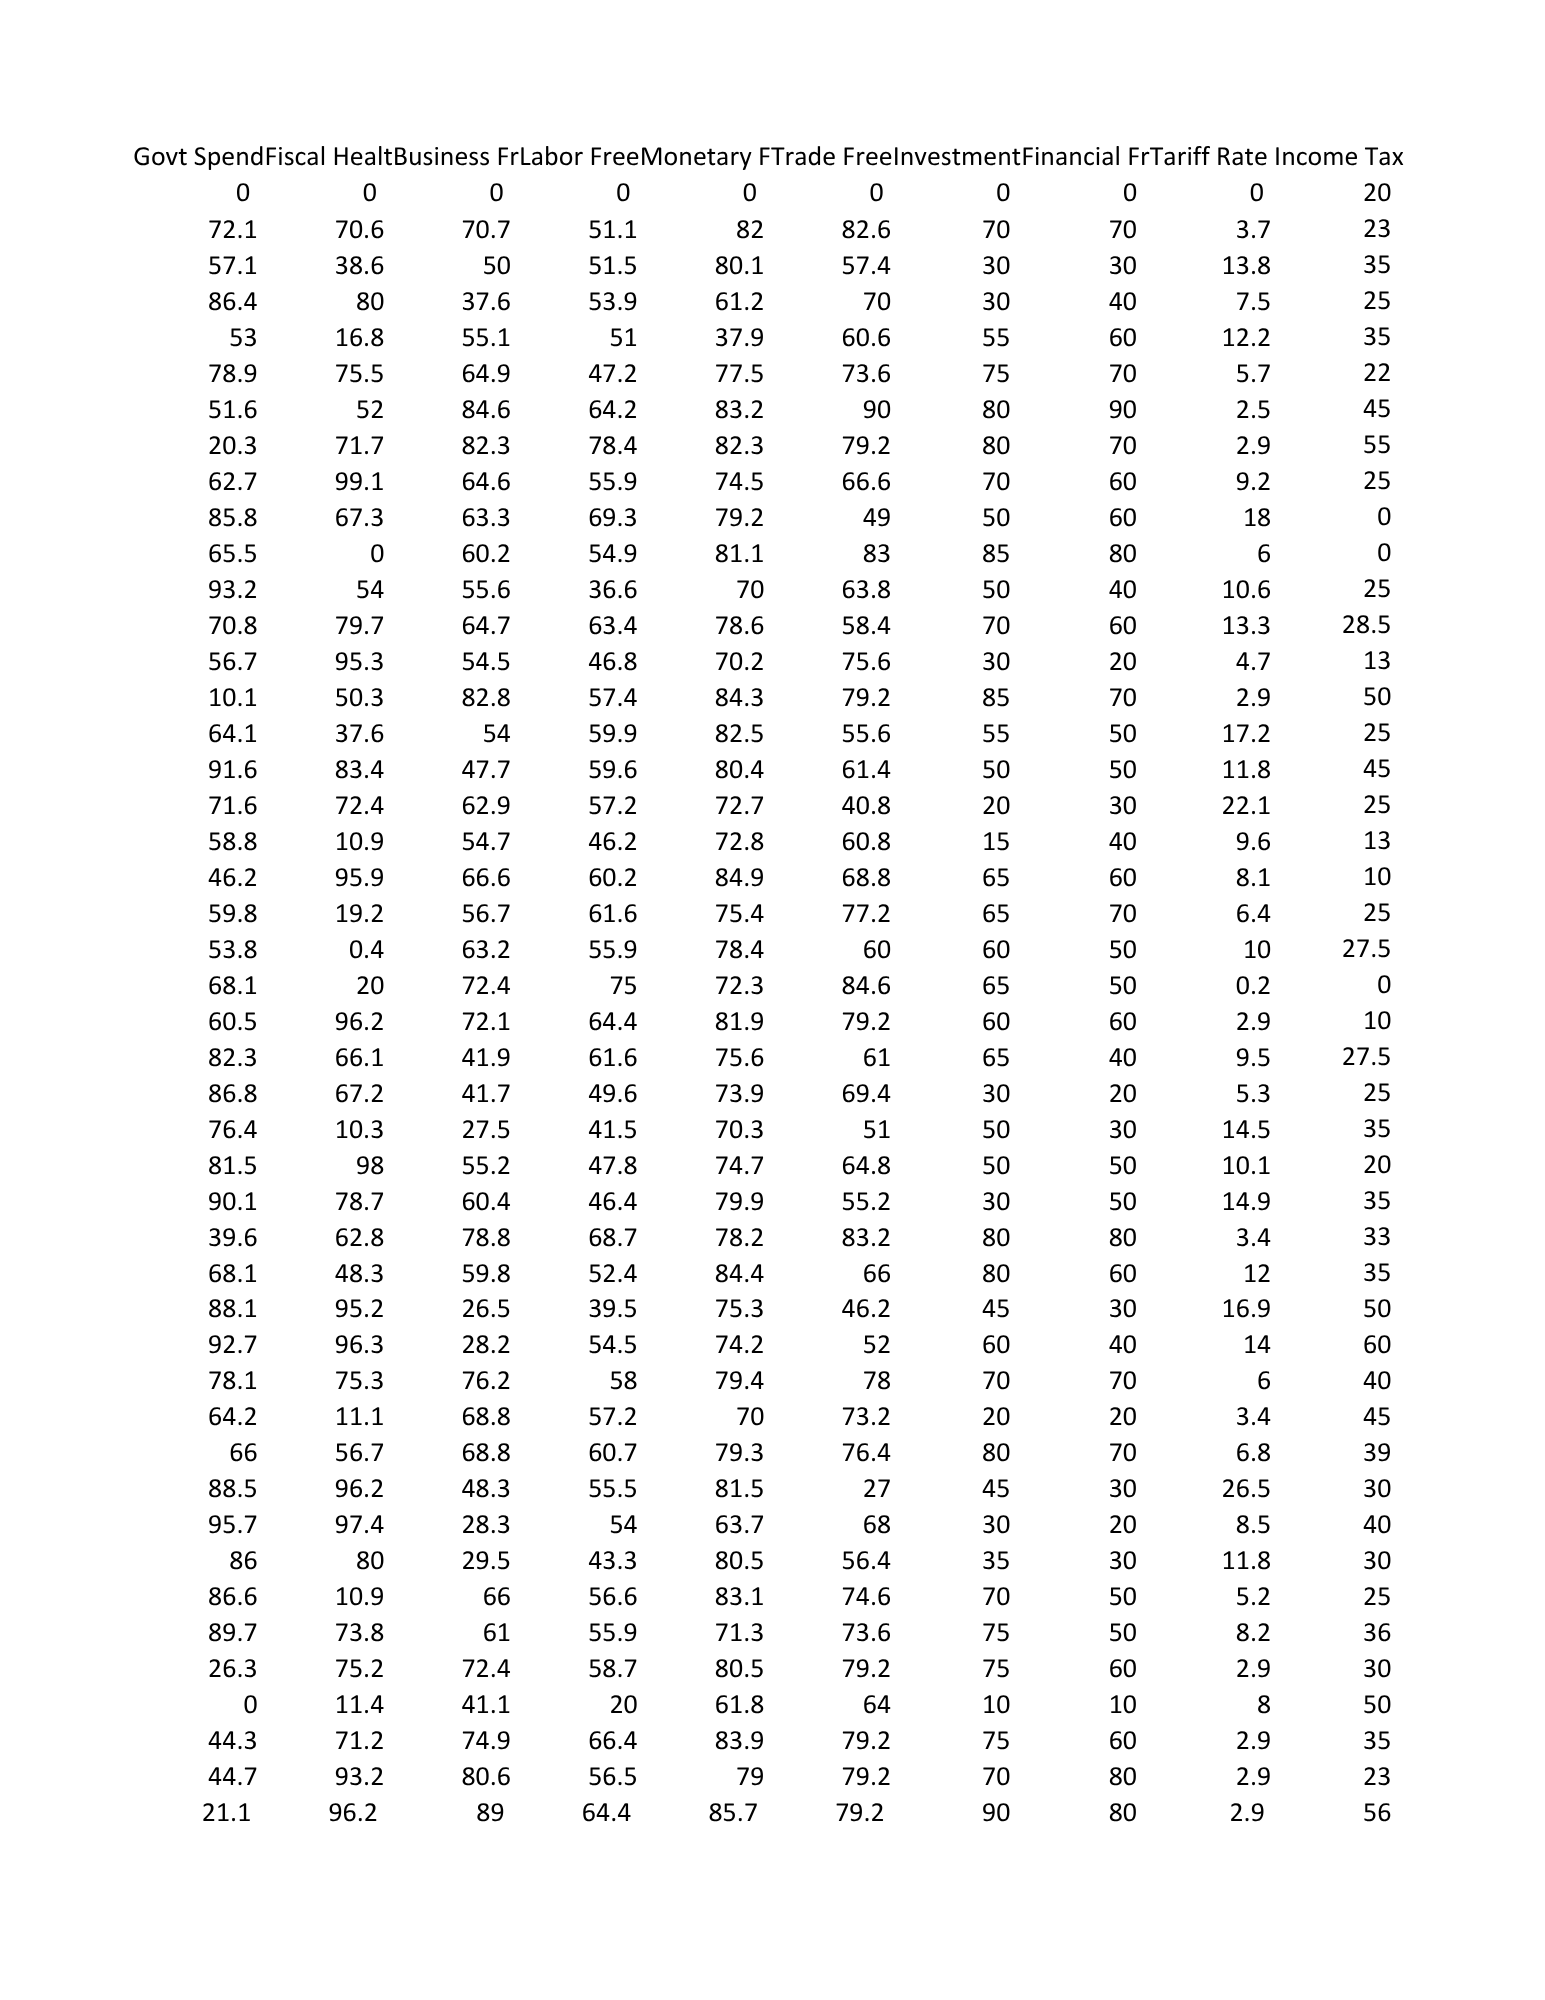 Govt SpendFiscal HealtBusiness FrLabor FreeMonetary FTrade FreeInvestmentFinancial FrTariff Rate Income Tax
0 0 0 0 0 0 0 0 0 20
72.1 70.6 70.7 51.1 82 82.6 70 70 3.7 23
57.1 38.6 50 51.5 80.1 57.4 30 30 13.8 35
86.4 80 37.6 53.9 61.2 70 30 40 7.5 25
53 16.8 55.1 51 37.9 60.6 55 60 12.2 35
78.9 75.5 64.9 47.2 77.5 73.6 75 70 5.7 22
51.6 52 84.6 64.2 83.2 90 80 90 2.5 45
20.3 71.7 82.3 78.4 82.3 79.2 80 70 2.9 55
62.7 99.1 64.6 55.9 74.5 66.6 70 60 9.2 25
85.8 67.3 63.3 69.3 79.2 49 50 60 18 0
65.5 0 60.2 54.9 81.1 83 85 80 6 0
93.2 54 55.6 36.6 70 63.8 50 40 10.6 25
70.8 79.7 64.7 63.4 78.6 58.4 70 60 13.3 28.5
56.7 95.3 54.5 46.8 70.2 75.6 30 20 4.7 13
10.1 50.3 82.8 57.4 84.3 79.2 85 70 2.9 50
64.1 37.6 54 59.9 82.5 55.6 55 50 17.2 25
91.6 83.4 47.7 59.6 80.4 61.4 50 50 11.8 45
71.6 72.4 62.9 57.2 72.7 40.8 20 30 22.1 25
58.8 10.9 54.7 46.2 72.8 60.8 15 40 9.6 13
46.2 95.9 66.6 60.2 84.9 68.8 65 60 8.1 10
59.8 19.2 56.7 61.6 75.4 77.2 65 70 6.4 25
53.8 0.4 63.2 55.9 78.4 60 60 50 10 27.5
68.1 20 72.4 75 72.3 84.6 65 50 0.2 0
60.5 96.2 72.1 64.4 81.9 79.2 60 60 2.9 10
82.3 66.1 41.9 61.6 75.6 61 65 40 9.5 27.5
86.8 67.2 41.7 49.6 73.9 69.4 30 20 5.3 25
76.4 10.3 27.5 41.5 70.3 51 50 30 14.5 35
81.5 98 55.2 47.8 74.7 64.8 50 50 10.1 20
90.1 78.7 60.4 46.4 79.9 55.2 30 50 14.9 35
39.6 62.8 78.8 68.7 78.2 83.2 80 80 3.4 33
68.1 48.3 59.8 52.4 84.4 66 80 60 12 35
88.1 95.2 26.5 39.5 75.3 46.2 45 30 16.9 50
92.7 96.3 28.2 54.5 74.2 52 60 40 14 60
78.1 75.3 76.2 58 79.4 78 70 70 6 40
64.2 11.1 68.8 57.2 70 73.2 20 20 3.4 45
66 56.7 68.8 60.7 79.3 76.4 80 70 6.8 39
88.5 96.2 48.3 55.5 81.5 27 45 30 26.5 30
95.7 97.4 28.3 54 63.7 68 30 20 8.5 40
86 80 29.5 43.3 80.5 56.4 35 30 11.8 30
86.6 10.9 66 56.6 83.1 74.6 70 50 5.2 25
89.7 73.8 61 55.9 71.3 73.6 75 50 8.2 36
26.3 75.2 72.4 58.7 80.5 79.2 75 60 2.9 30
0 11.4 41.1 20 61.8 64 10 10 8 50
44.3 71.2 74.9 66.4 83.9 79.2 75 60 2.9 35
44.7 93.2 80.6 56.5 79 79.2 70 80 2.9 23
21.1 96.2 89 64.4 85.7 79.2 90 80 2.9 56